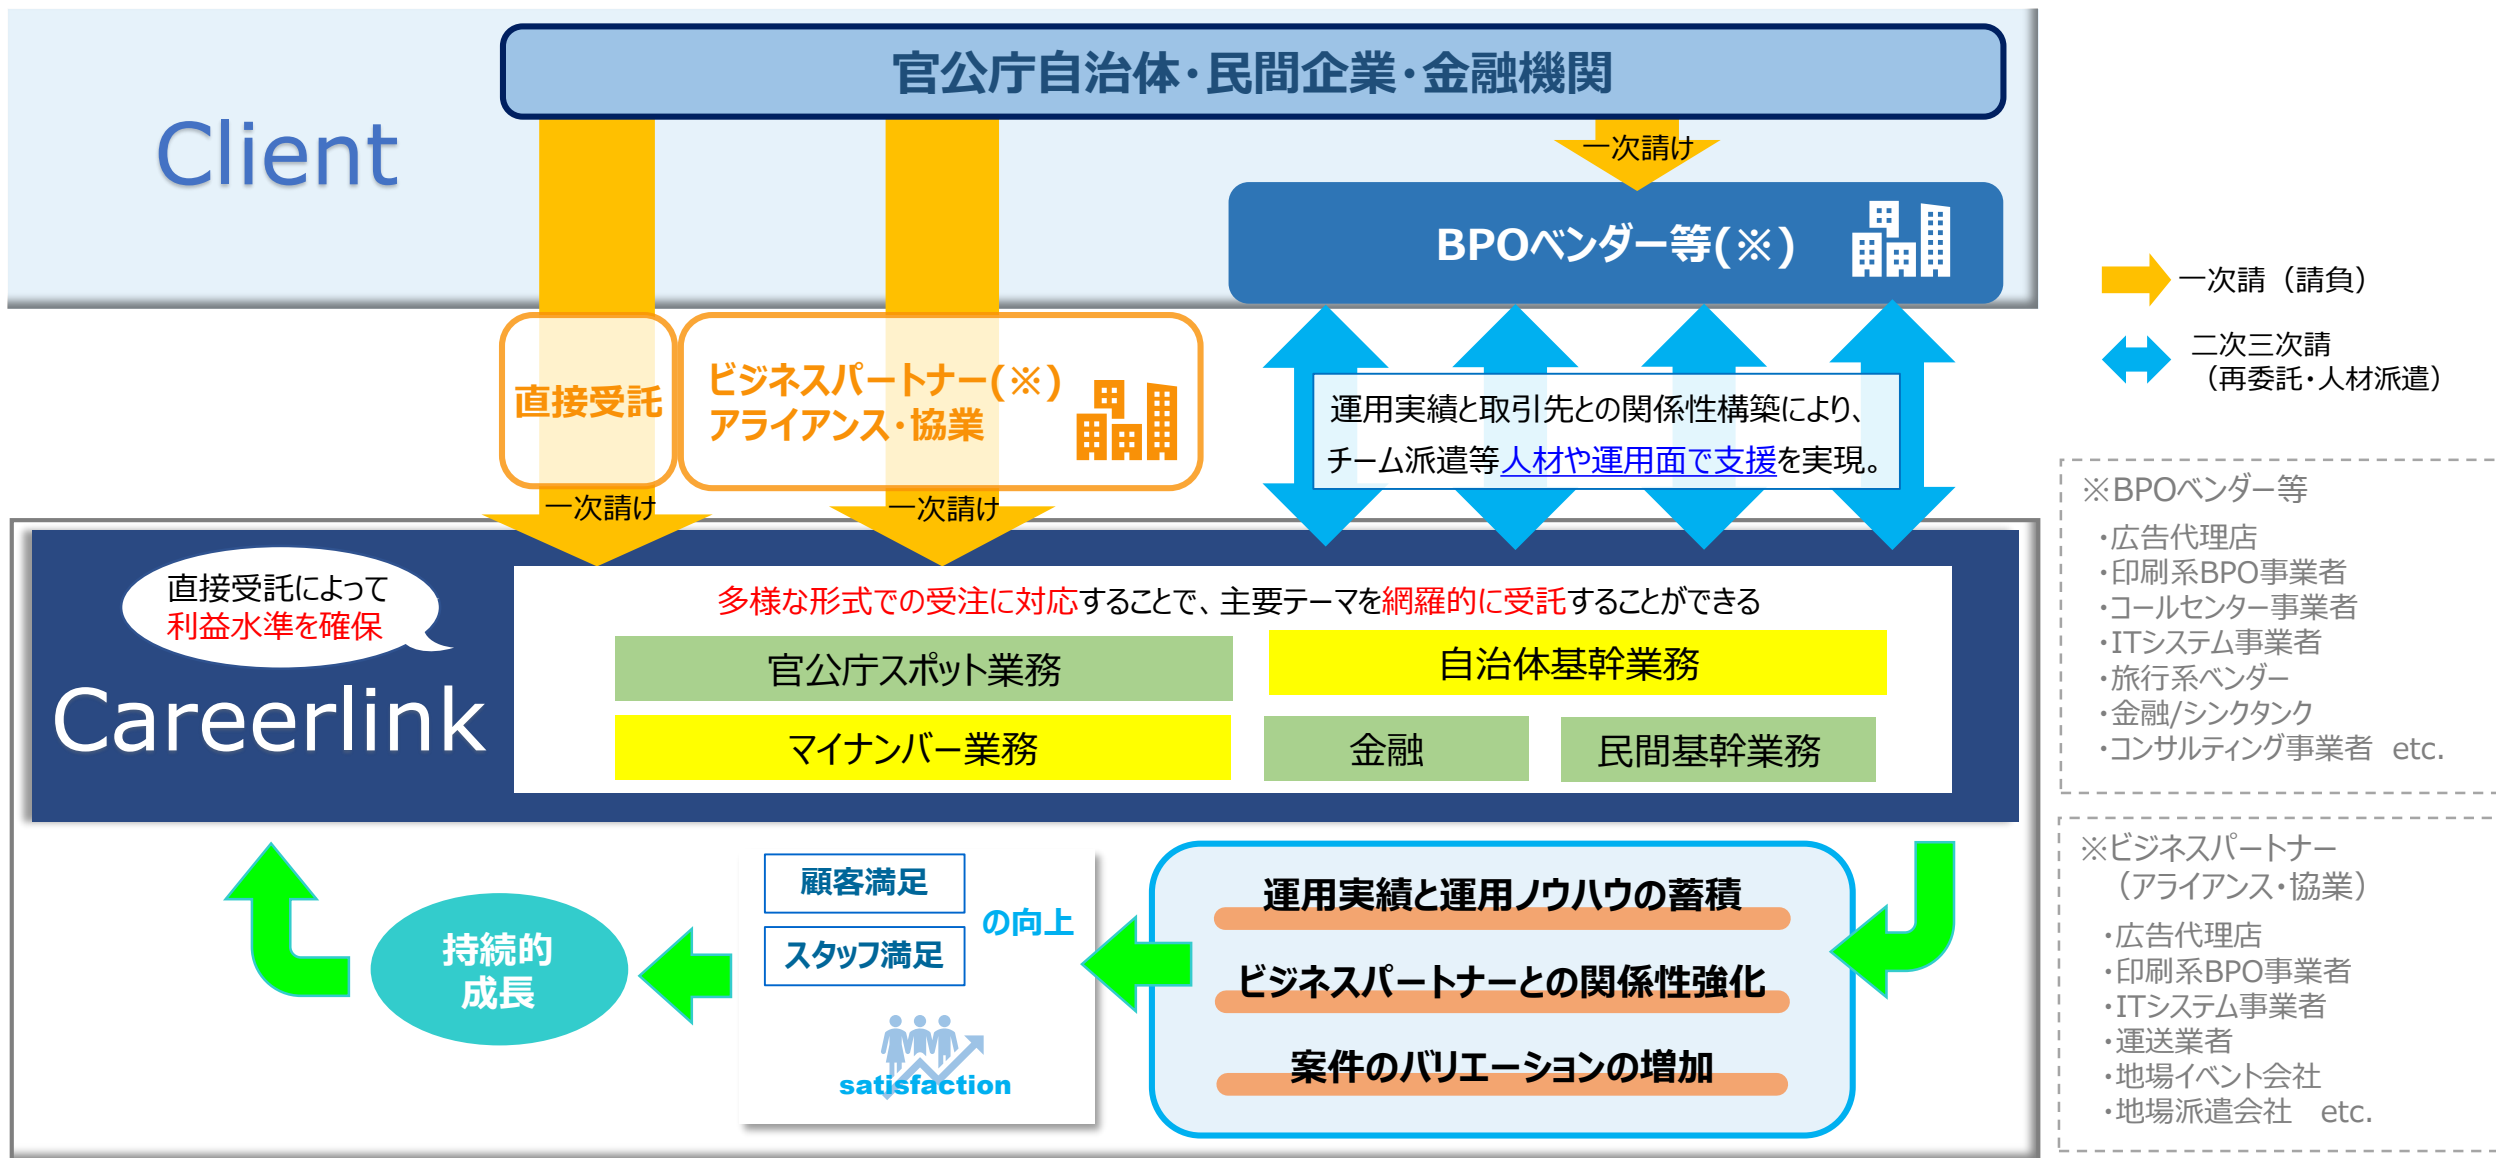 官公庁自治体・民間企業・金融機関
Client
一次請け
BPOベンダー等(※)
一次請（請負）
二次三次請
（再委託・人材派遣）
直接受託
ビジネスパートナー(※)
アライアンス・協業
運用実績と取引先との関係性構築により、
チーム派遣等人材や運用面で支援を実現。
一次請け
一次請け
※BPOベンダー等
・広告代理店
・印刷系BPO事業者
・コールセンター事業者
・ITシステム事業者
・旅行系ベンダー
・金融/シンクタンク
・コンサルティング事業者 etc.
直接受託によって
利益水準を確保
Careerlink
多様な形式での受注に対応することで、主要テーマを網羅的に受託することができる
官公庁スポット業務
自治体基幹業務
マイナンバー業務
金融
民間基幹業務
※ビジネスパートナー
（アライアンス・協業）
・広告代理店
・印刷系BPO事業者
・ITシステム事業者
・運送業者
・地場イベント会社
・地場派遣会社 etc.
運用実績と運用ノウハウの蓄積
ビジネスパートナーとの関係性強化
案件のバリエーションの増加
顧客満足
スタッフ満足
の向上
satisfaction
持続的
成長